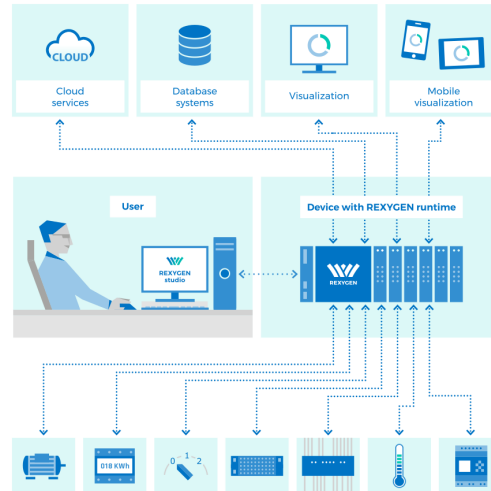 CLOUD
Cloud
services
Database
systems
Visualization
Mobile
visualization
User
Device with REXYGEN runtime
REXYGEN
studio
REXYGEN
018 KWh
0 1 2